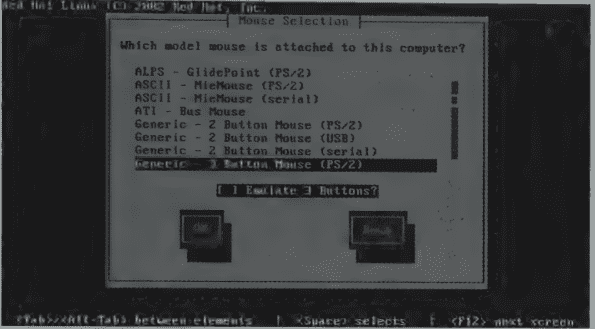 Red Hat Linux (C) 2002 Red Hat, Inc.
Mouse Selection
Which model mouse is attached to this computer?
ALPS - GlidePoint (PS/2)
ASCII - MieMouse (PS/2)
ASCII - MieMouse (serial)
ATI - Bus Mouse
Generic - 2 Button Mouse (PS/2)
Generic - 2 Button Mouse (USB)
Generic - 2 Button Mouse (serial)
Generic - 3 Button Mouse (PS/2)
[ ] Emulate 3 Buttons?
OK Back
<Tab>/<Alt-Tab> between elements | <Space> selects | <F12> next screen